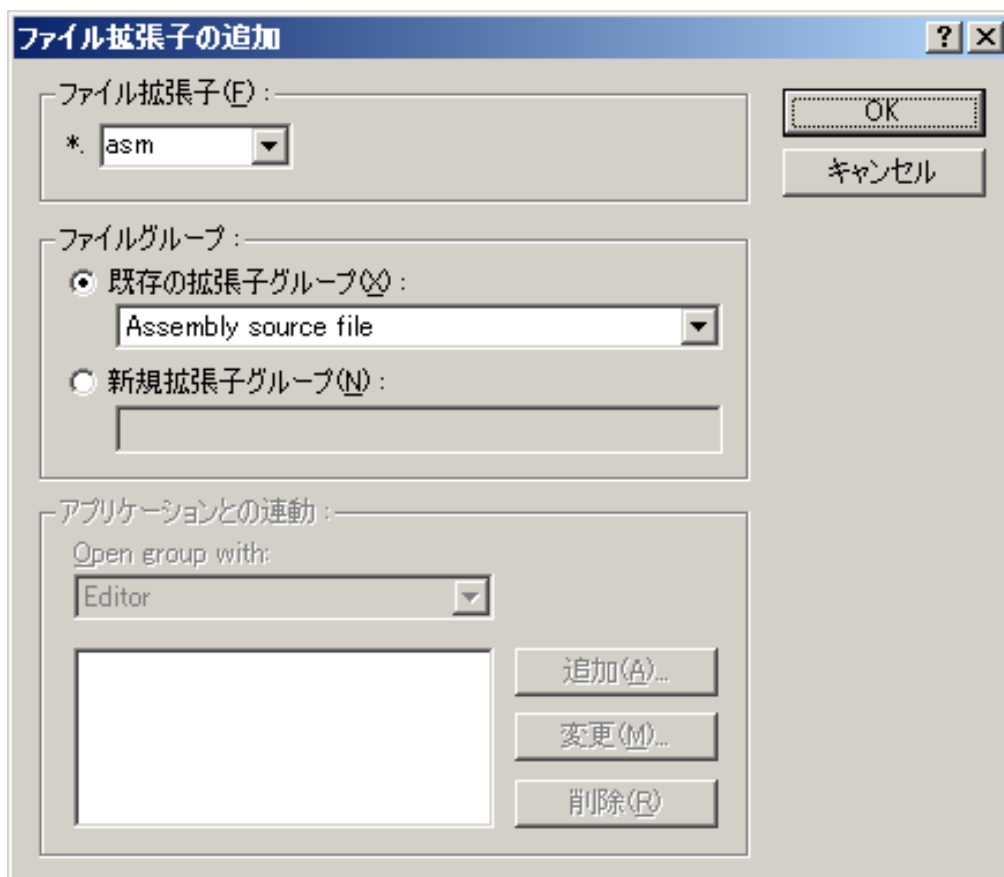 ファイル拡張子の追加
ファイル拡張子(F):
*. asm
OK
キャンセル
ファイルグループ:
既存の拡張子グループ(X):
Assembly source file
新規拡張子グループ(N):
アプリケーションとの連動:
Open group with:
Editor
追加(A)...
変更(M)...
削除(R)